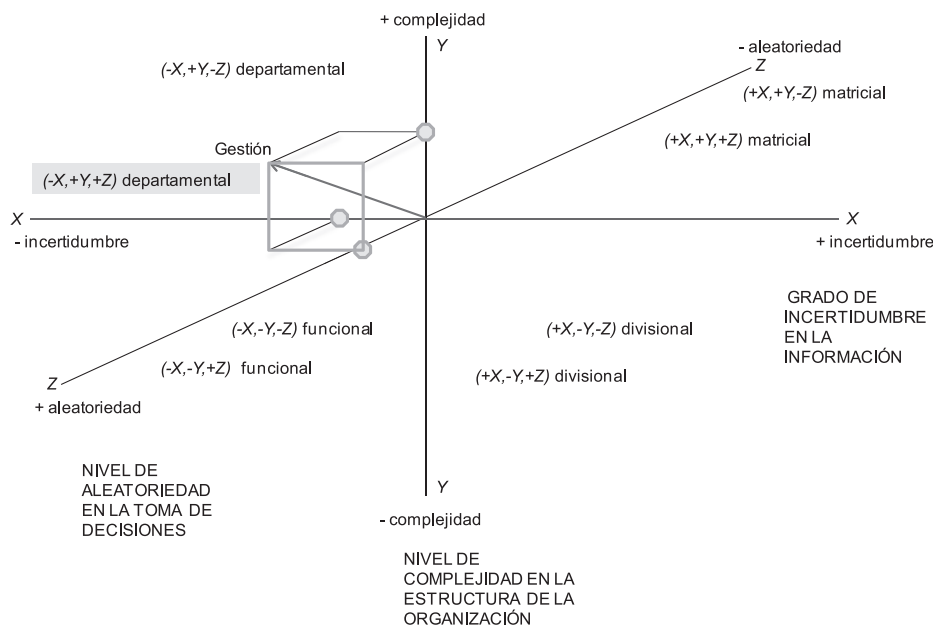 + complejidad
Y
- aleatoriedad
Z
(-X,+Y,-Z) departamental
(+X,+Y,-Z) matricial
(+X,+Y,+Z) matricial
Gestión
(-X,+Y,+Z) departamental
X
- incertidumbre
X
+ incertidumbre
GRADO DE
INCERTIDUMBRE
EN LA
INFORMACIÓN
(-X,-Y,-Z) funcional
(+X,-Y,-Z) divisional
(-X,-Y,+Z) funcional
(+X,-Y,+Z) divisional
Z
+ aleatoriedad
NIVEL DE
ALEATORIEDAD
EN LA TOMA DE
DECISIONES
Y
- complejidad
NIVEL DE
COMPLEJIDAD EN LA
ESTRUCTURA DE LA
ORGANIZACIÓN